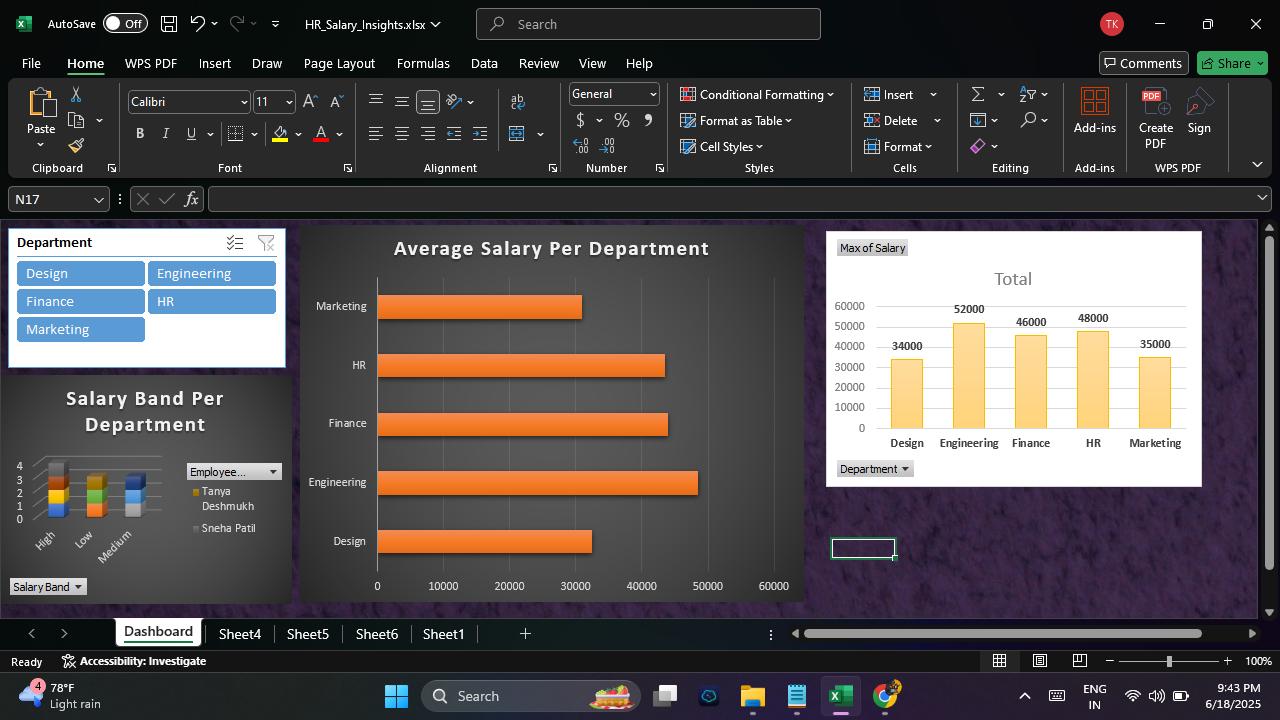 AutoSave Off HR_Salary_Insights.xlsx Search TK
File Home WPS PDF Insert Draw Page Layout Formulas Data Review View Help Comments Share
Paste Calibri 11 General Conditional Formatting Format as Table Cell Styles Insert Delete Format Add-ins Create PDF Sign
Clipboard Font Alignment Number Styles Cells Editing Add-ins WPS PDF
N17 fx
Department
Design Engineering
Finance HR
Marketing
Salary Band Per
Department
4
3
2
1
0
High Low Medium
Employee...
Tanya
Deshmukh
Sneha Patil
Salary Band
Average Salary Per Department
Marketing
HR
Finance
Engineering
Design
0 10000 20000 30000 40000 50000 60000
Max of Salary
Total
60000
50000
40000
30000
20000
10000
0
34000 52000 46000 48000 35000
Design Engineering Finance HR Marketing
Department
Dashboard Sheet4 Sheet5 Sheet6 Sheet1
Ready Accessibility: Investigate 100%
4 78°F
Light rain
Search
ENG
IN
9:43 PM
6/18/2025